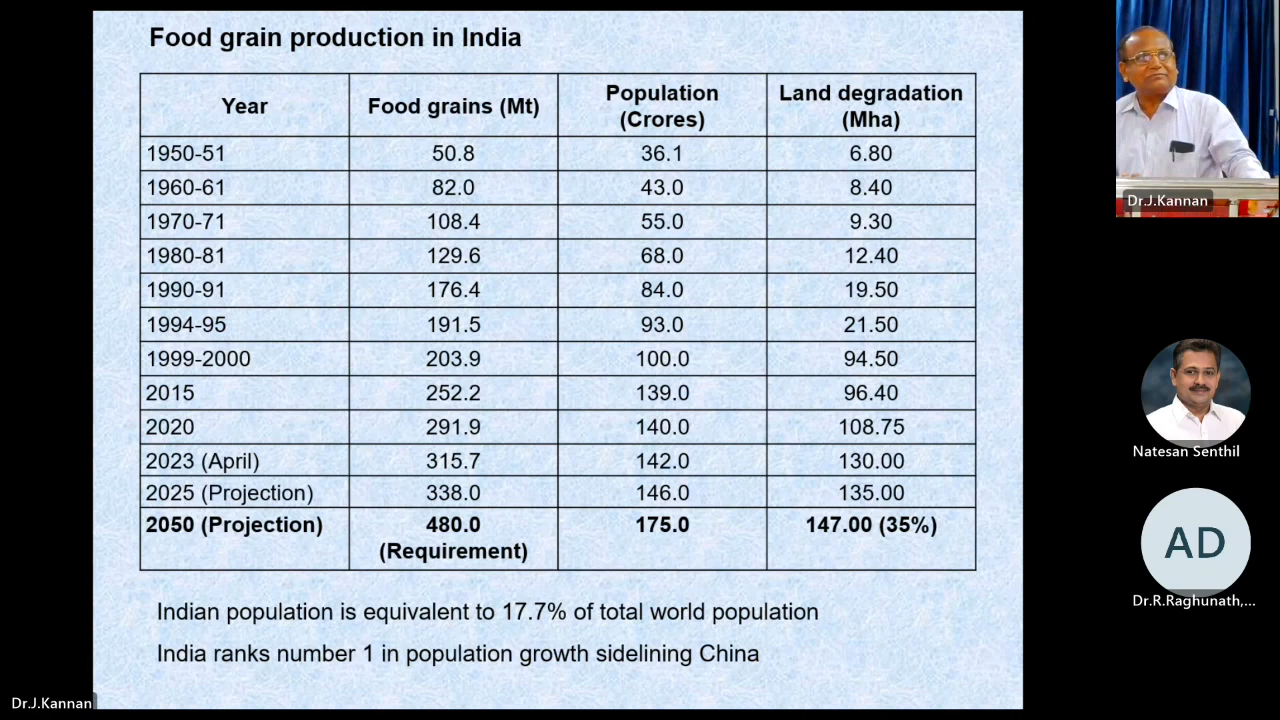 Food grain production in India
Year Food grains (Mt) Population (Crores) Land degradation (Mha)
1950-51 50.8 36.1 6.80
1960-61 82.0 43.0 8.40
1970-71 108.4 55.0 9.30
1980-81 129.6 68.0 12.40
1990-91 176.4 84.0 19.50
1994-95 191.5 93.0 21.50
1999-2000 203.9 100.0 94.50
2015 252.2 139.0 96.40
2020 291.9 140.0 108.75
2023 (April) 315.7 142.0 130.00
2025 (Projection) 338.0 146.0 135.00
2050 (Projection) 480.0 (Requirement) 175.0 147.00 (35%)
Indian population is equivalent to 17.7% of total world population
India ranks number 1 in population growth sidelining China
Dr.J.Kannan
Dr.J.Kannan
Natesan Senthil
AD
Dr.R.Raghunath,...